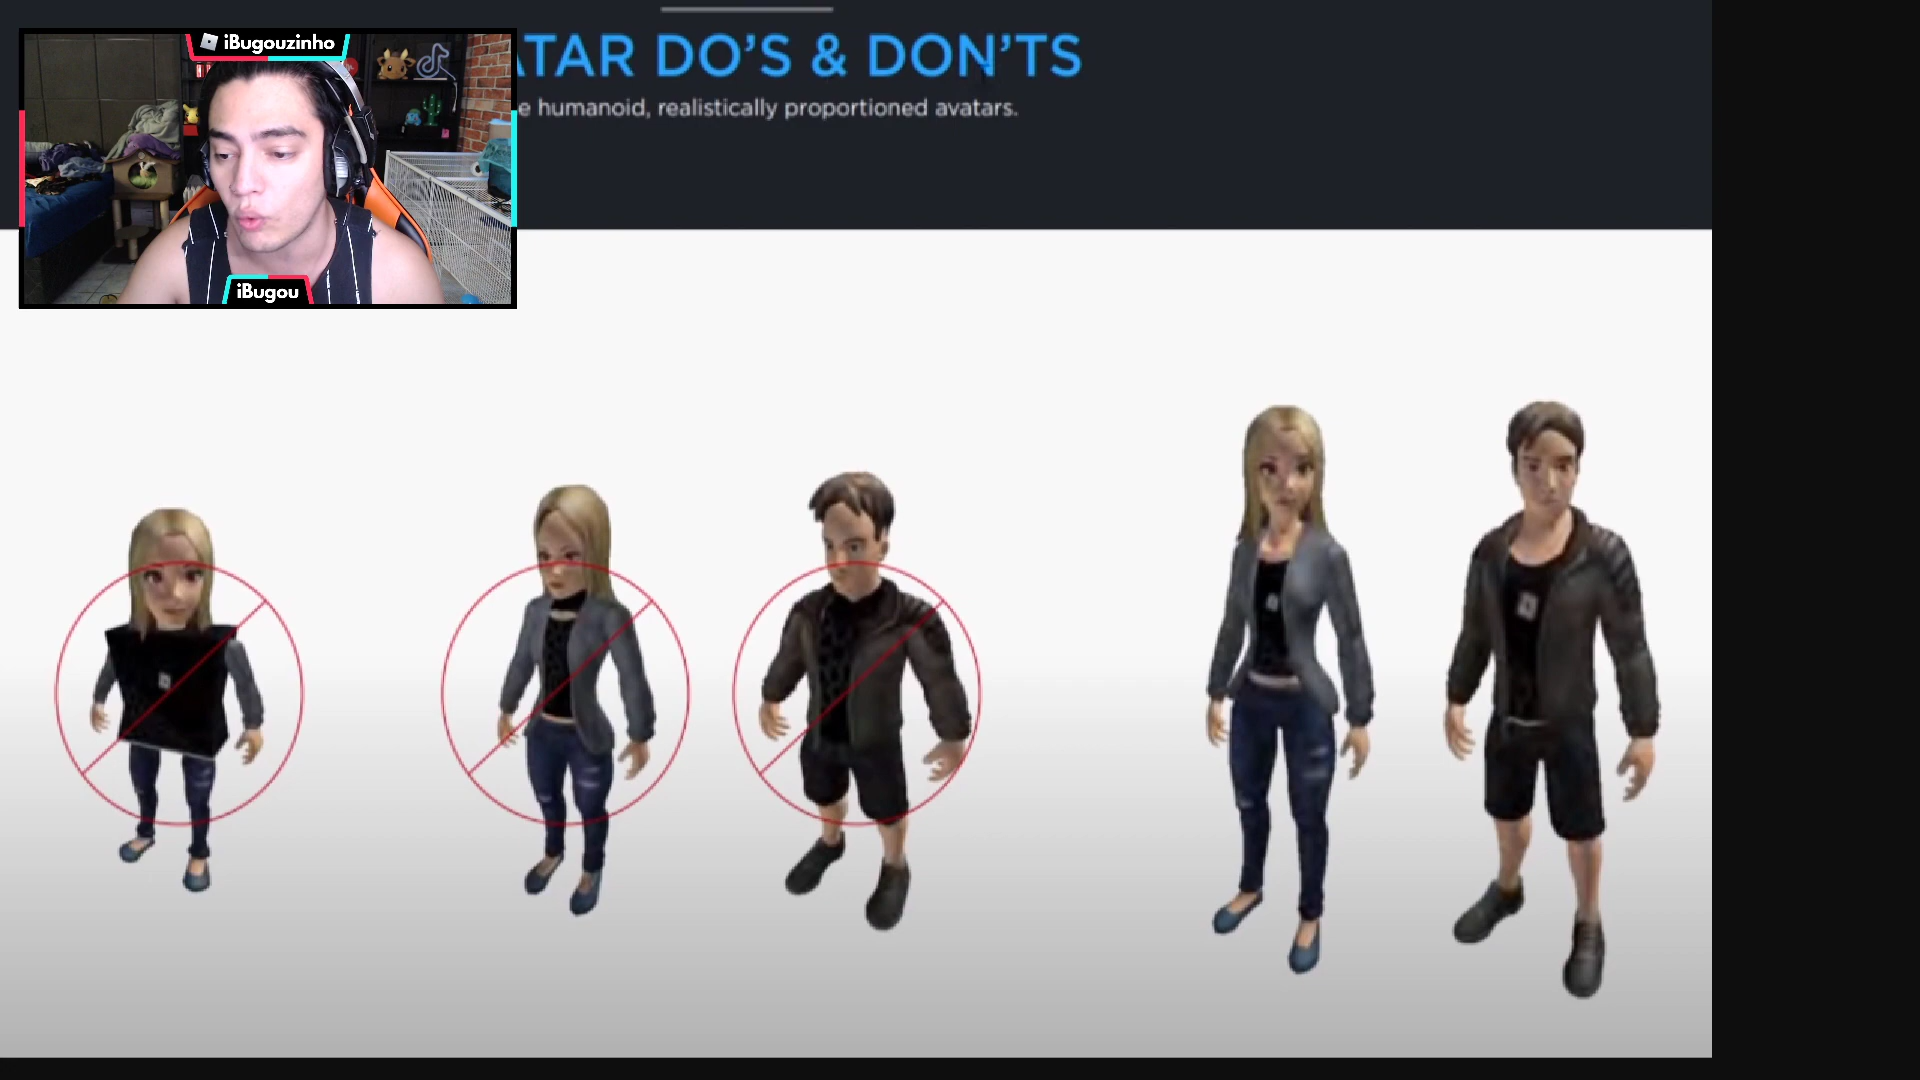 iBugouzinho
ATAR DO'S & DON'TS
e humanoid, realistically proportioned avatars.
iBugou